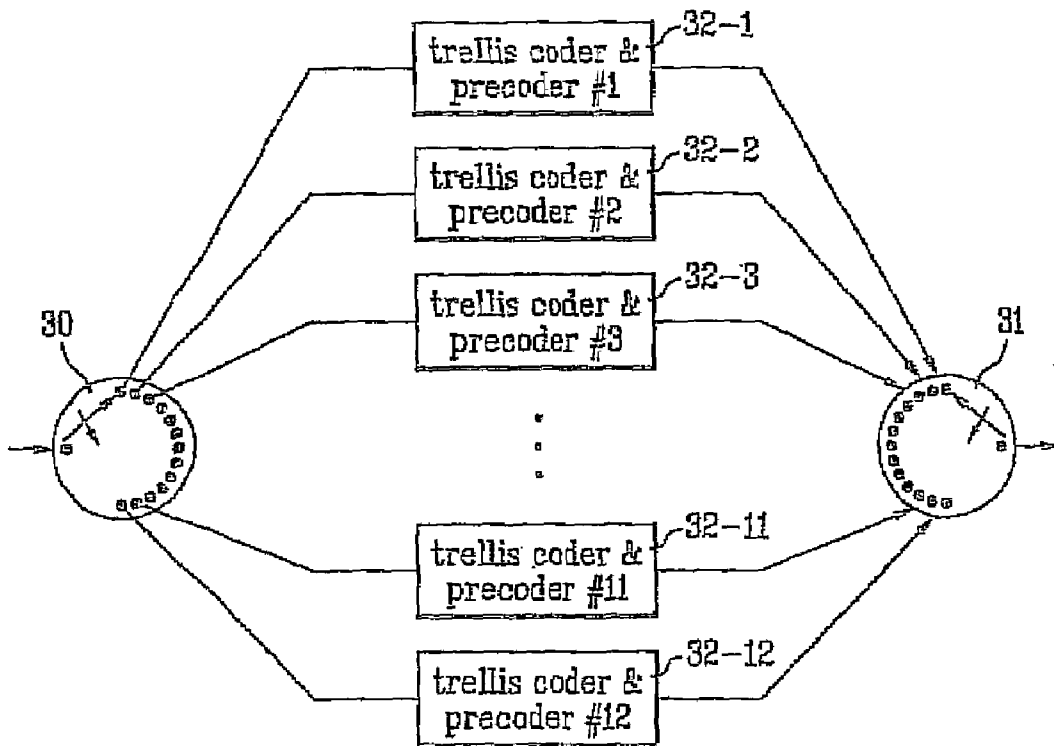 32-1
trellis coder &
precoder #1
32-2
trellis coder &
precoder #2
32-3
trellis coder &
precoder #3
30
31
32-11
trellis coder &
precoder #11
32-12
trellis coder &
precoder #12